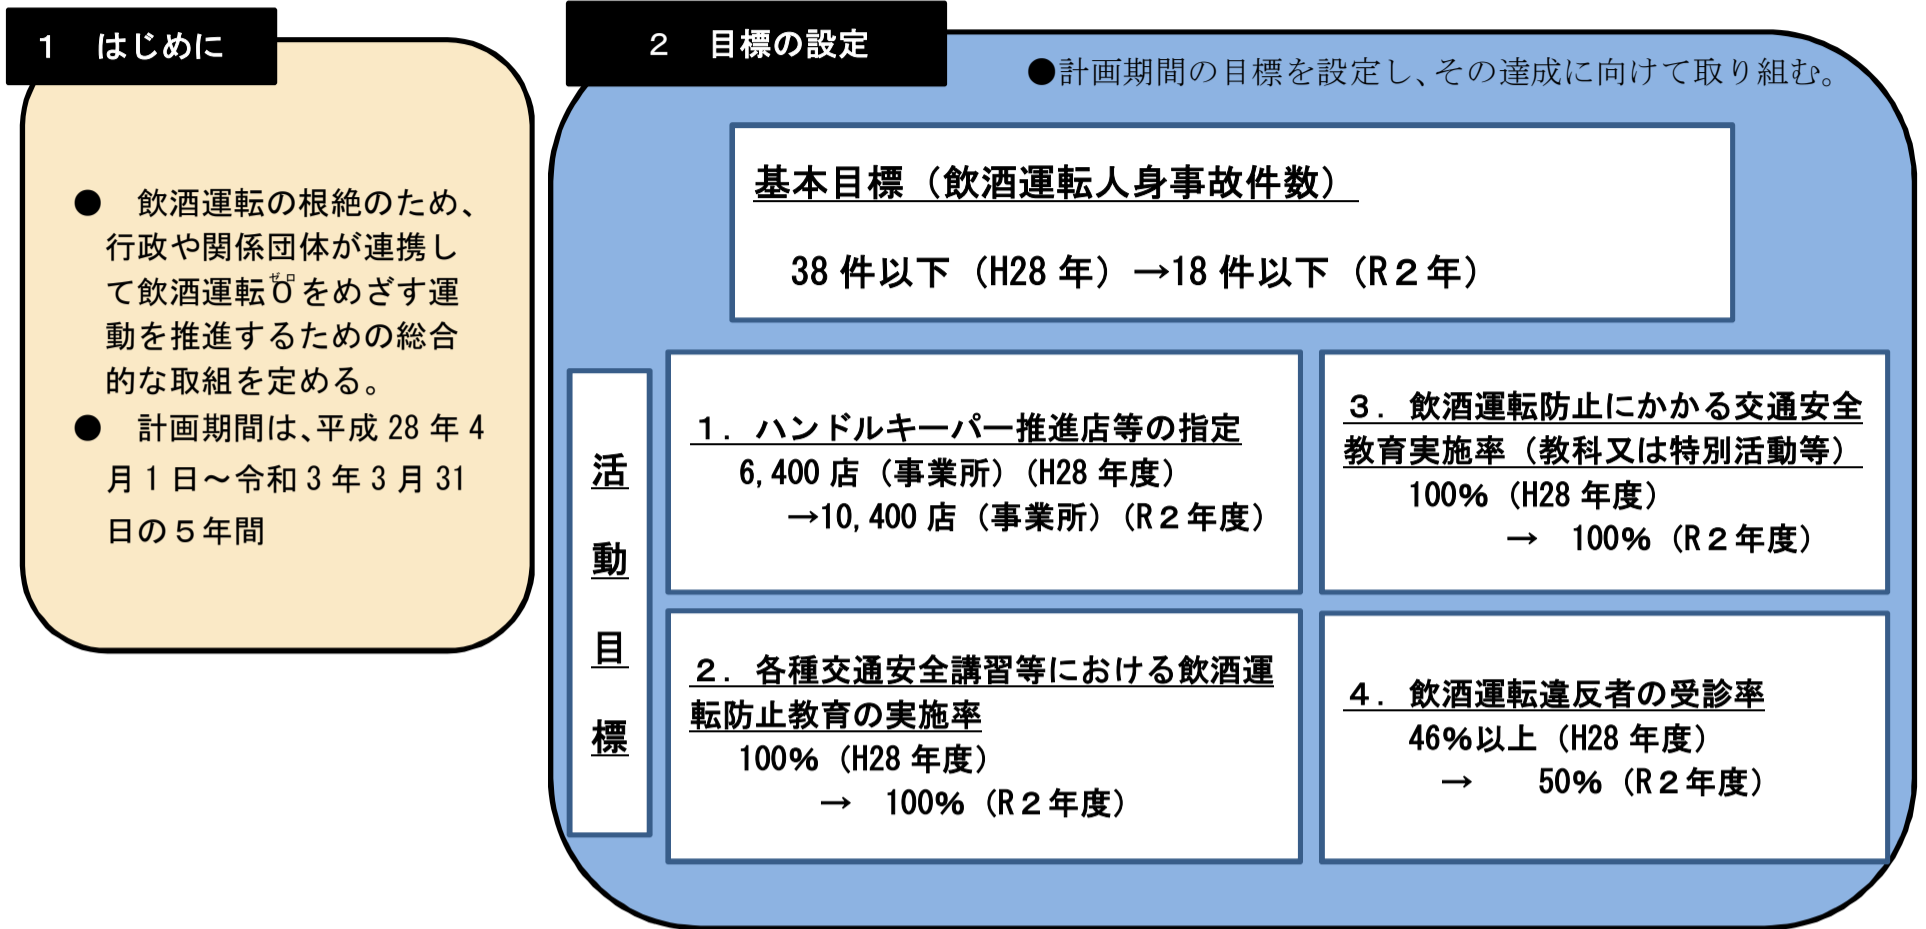 1 はじめに
● 飲酒運転の根絶のため、
行政や関係団体が連携し
て飲酒運転0をめざす運
ゼロ
動を推進するための総合
的な取組を定める。
● 計画期間は、平成 28 年 4
月 1 日～令和 3 年 3 月 31
日の５年間
2 目標の設定
●計画期間の目標を設定し、その達成に向けて取り組む。
基本目標（飲酒運転人身事故件数）
38 件以下（H28 年）→18 件以下（R２年）
活動目標
１．ハンドルキーパー推進店等の指定
6,400 店（事業所）（H28 年度）
→10,400 店（事業所）（R２年度）
２．各種交通安全講習等における飲酒運
転防止教育の実施率
100%（H28 年度）
→ 100%（R２年度）
３．飲酒運転防止にかかる交通安全
教育実施率（教科又は特別活動等）
100%（H28 年度）
→ 100%（R２年度）
４．飲酒運転違反者の受診率
46%以上（H28 年度）
→ 50%（R２年度）